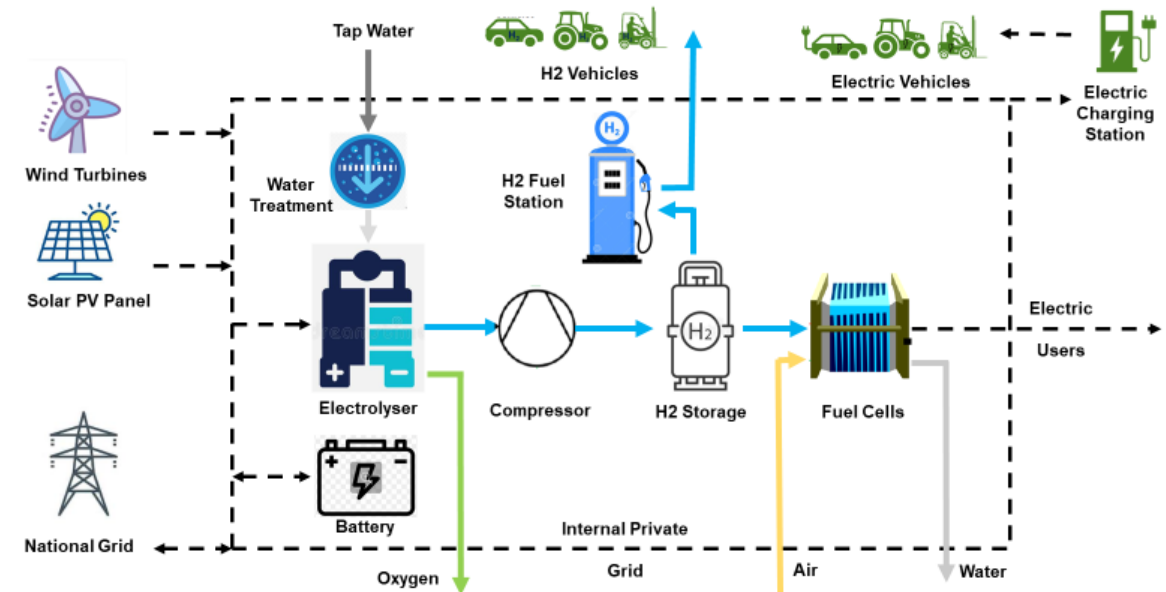 Tap Water
H2 Vehicles
Electric Vehicles
Electric
Charging
Station
Wind Turbines
Water
Treatment
H2 Fuel
Station
H2
Solar PV Panel
H2
Electric
Users
Electrolyser
Compressor
H2 Storage
Fuel Cells
Battery
Internal Private
Grid
National Grid
Oxygen
Air
Water